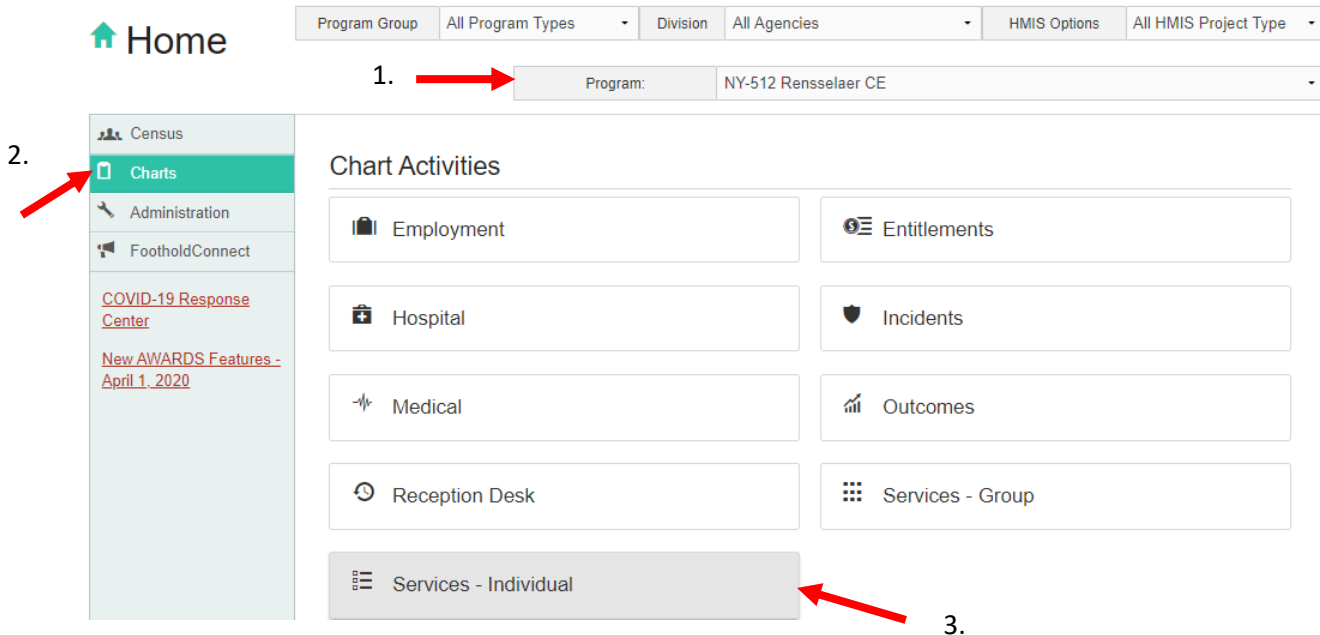 Home
Program Group All Program Types Division All Agencies HMIS Options All HMIS Project Type
1. Program: NY-512 Rensselaer CE
2.
Census
Charts
Administration
FootholdConnect
COVID-19 Response
Center
New AWARDS Features -
April 1, 2020
Chart Activities
Employment Entitlements
Hospital Incidents
Medical Outcomes
Reception Desk Services - Group
Services - Individual
3.